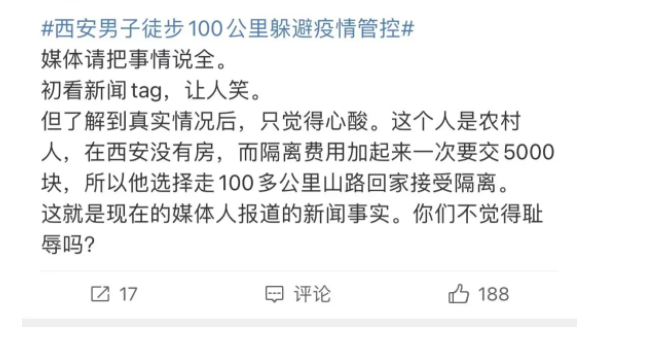 #西安男子徒步100公里躲避疫情管控#
媒体请把事情说全。
初看新闻tag，让人笑。
但了解到真实情况后，只觉得心酸。这个人是农村
人，在西安没有房，而隔离费用加起来一次要交5000
块，所以他选择走100多公里山路回家接受隔离。
这就是现在的媒体人报道的新闻事实。你们不觉得耻
辱吗?
17 评论 188